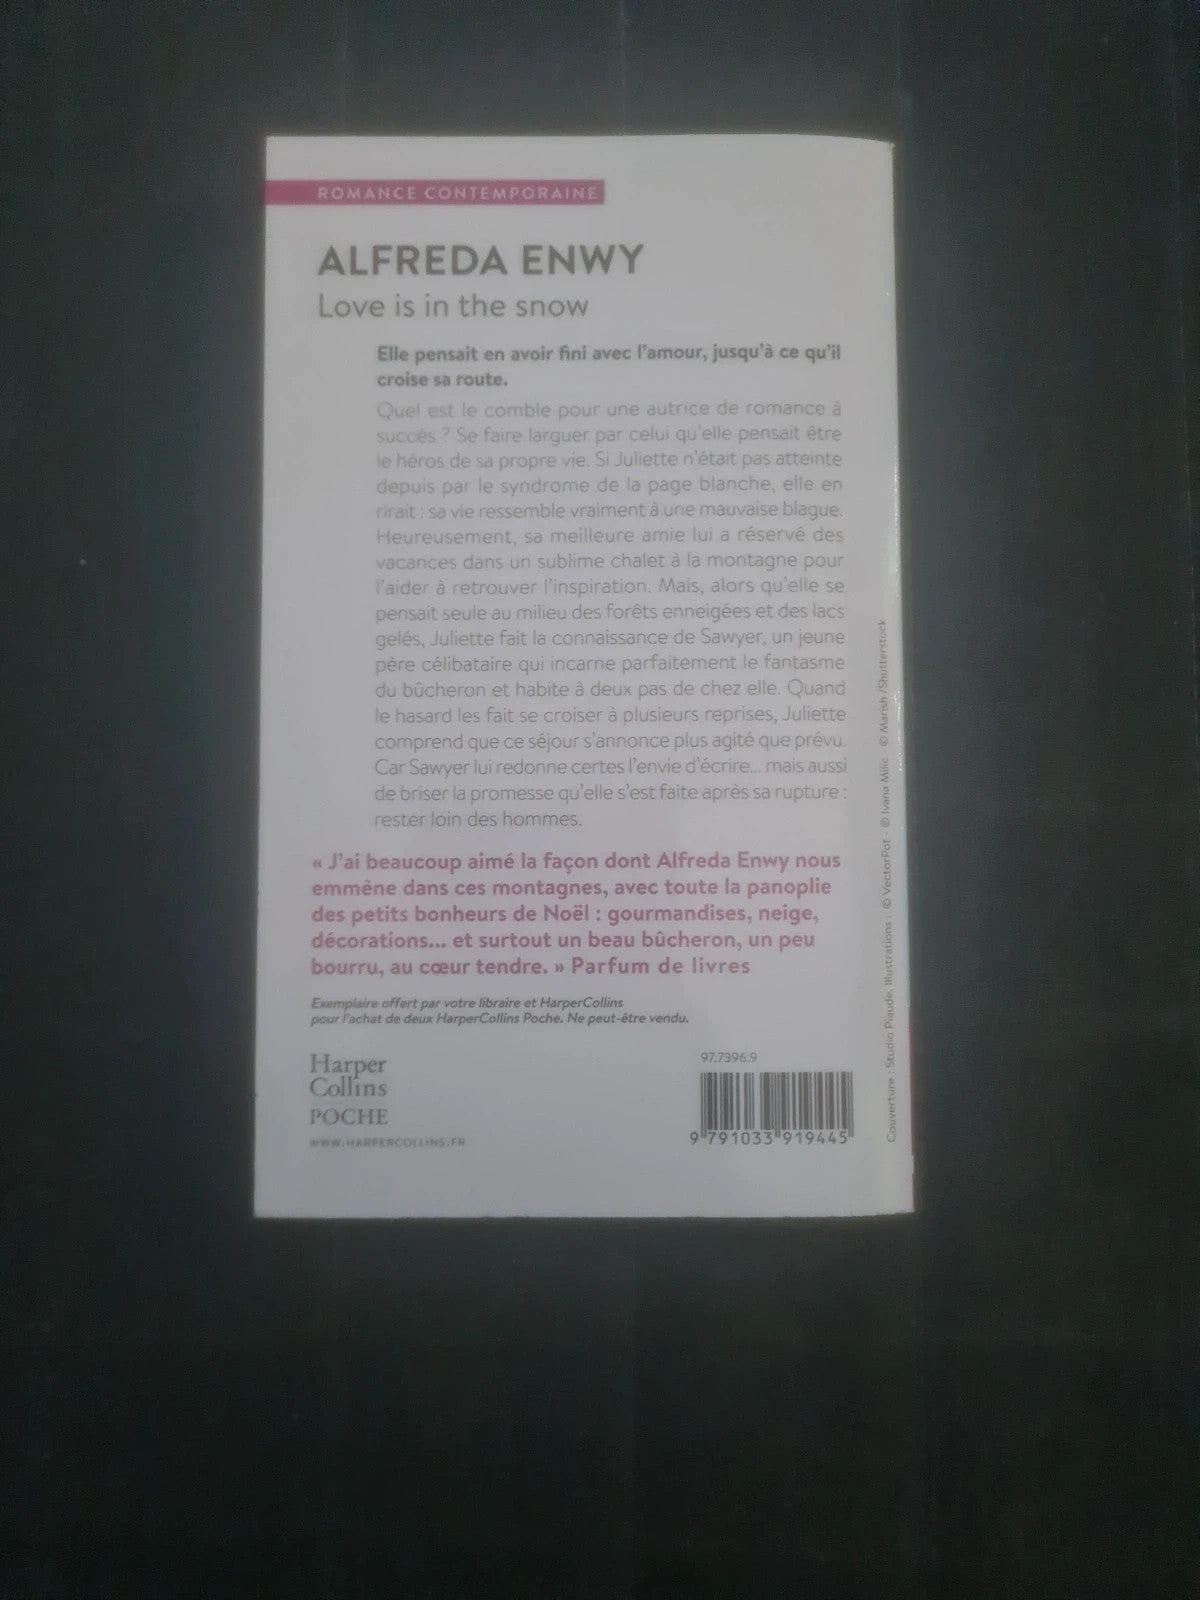 ROMANCE CONTEMPORAINE
ALFREDA ENWY
Love is in the snow
Elle pensait en avoir fini avec l'amour, jusqu'à ce qu'il
croise sa route.
Quel est le comble pour une autrice de romance à
succès ? Se faire larguer par celui qu'elle pensait être
le héros de sa propre vie. Si Juliette n'était pas atteinte
depuis par le syndrome de la page blanche, elle en
rirait : sa vie ressemble vraiment à une mauvaise blague.
Heureusement, sa meilleure amie lui a réservé des
vacances dans un sublime chalet à la montagne pour
l'aider à retrouver l'inspiration. Mais, alors qu'elle se
pensait seule au milieu des forêts enneigées et des lacs
gelés, Juliette fait la connaissance de Sawyer, un jeune
père célibataire qui incarne parfaitement le fantasme
du bûcheron et habite à deux pas de chez elle. Quand
le hasard les fait se croiser à plusieurs reprises, Juliette
comprend que ce séjour s'annonce plus agité que prévu.
Car Sawyer lui redonne certes l'envie d'écrire... mais aussi
de briser la promesse qu'elle s'est faite après sa rupture :
rester loin des hommes.
« J'ai beaucoup aimé la façon dont Alfreda Enwy nous
emmène dans ces montagnes, avec toute la panoplie
des petits bonheurs de Noël : gourmandises, neige,
décorations... et surtout un beau bûcheron, un peu
bourru, au cœur tendre. » Parfum de livres
Exemplaire offert par votre libraire et HarperCollins
pour l'achat de deux HarperCollins Poche. Ne peut-être vendu.
Harper
Collins
POCHE
WWW.HARPERCOLLINS.FR
97.7396.9
9 791033 919445
Couverture : Studio Piaude. Illustrations : © VectorPot - © Ivana Milic - © Marish /Shutterstock